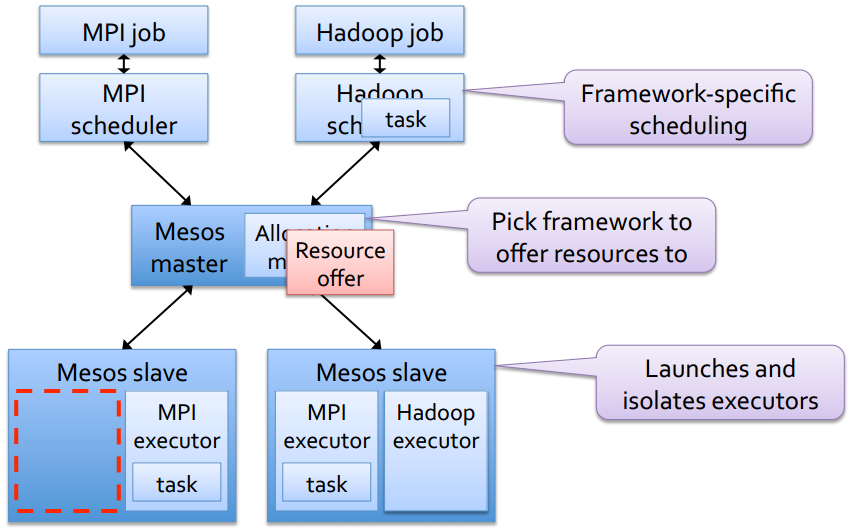 MPI job
Hadoop job
MPI
scheduler
Hadoop
task
Framework-specific
scheduling
Mesos
master
Resource
offer
Pick framework to
offer resources to
Mesos slave
MPI
executor
task
Mesos slave
MPI
executor
task
Hadoop
executor
Launches and
isolates executors